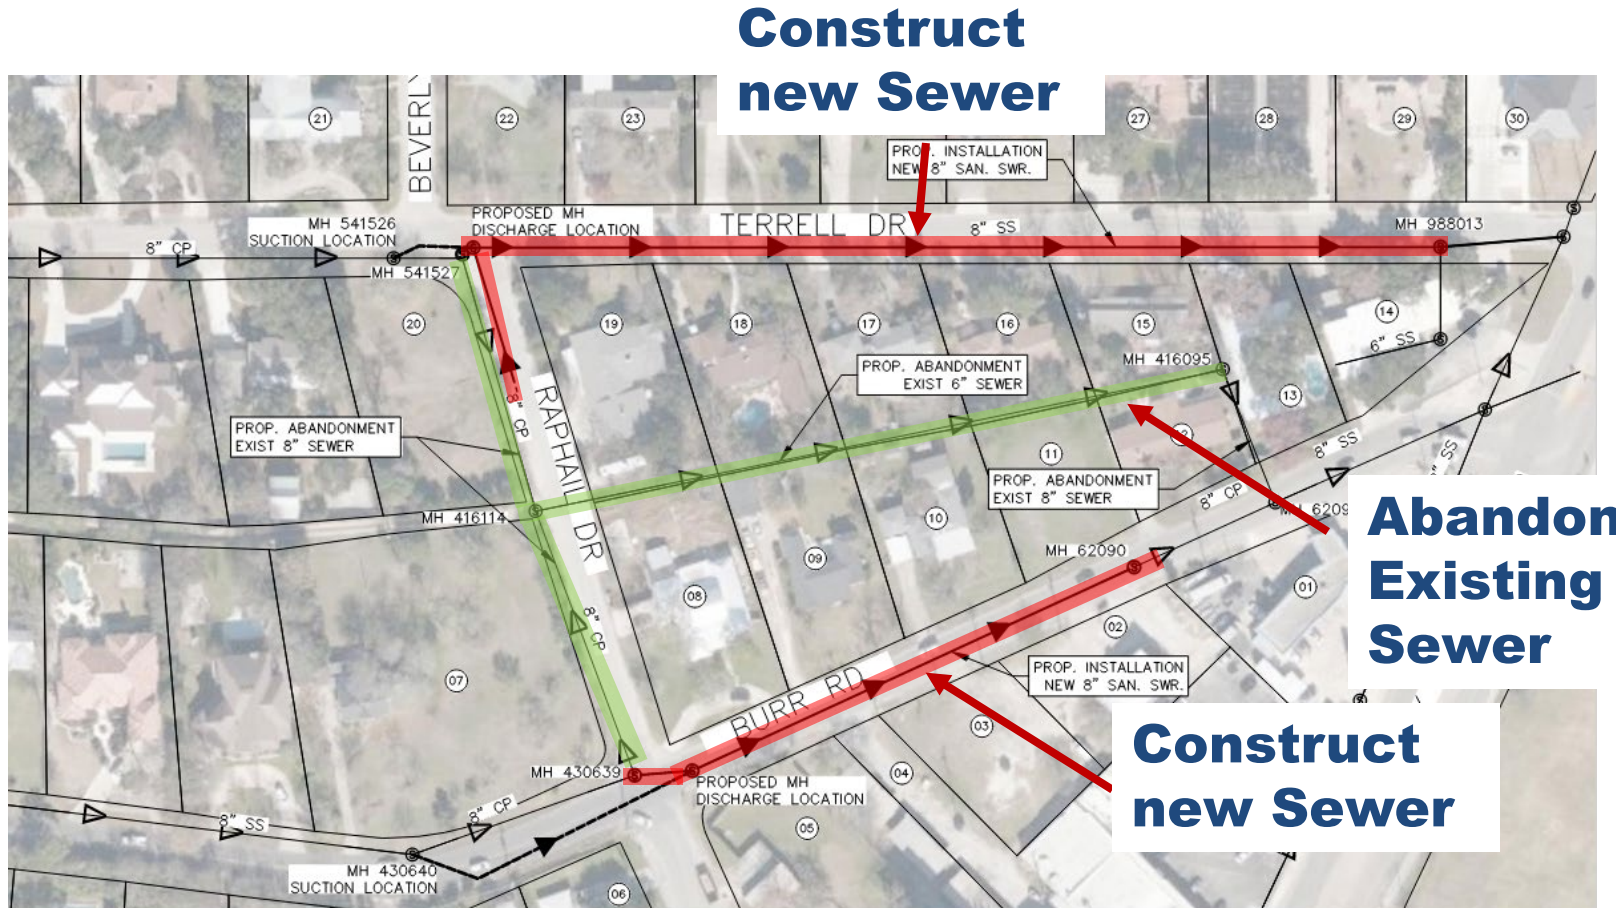 Construct
new Sewer
21
22
23
27
28
29
30
BEVERLY
PROP. INSTALLATION
NEW 8" SAN. SWR.
MH 541526
SUCTION LOCATION
PROPOSED MH
DISCHARGE LOCATION
TERRELL DR
8" SS
MH 988013
8" CP
MH 541527
20
19
18
17
16
15
14
6" SS
MH 416095
PROP. ABANDONMENT
EXIST 6" SEWER
13
8" CP
RAPHAIL DR
PROP. ABANDONMENT
EXIST 8" SEWER
12
8" SS
11
PROP. ABANDONMENT
EXIST 8" SEWER
8" CP
SS
MH 416114
10
MH 6209
Abandon
Existing
Sewer
MH 62090
09
08
01
02
8" CP
07
PROP. INSTALLATION
NEW 8" SAN. SWR.
BURR RD
03
Construct
new Sewer
MH 430639
PROPOSED MH
DISCHARGE LOCATION
04
8" CP
8" SS
05
MH 430640
SUCTION LOCATION
06